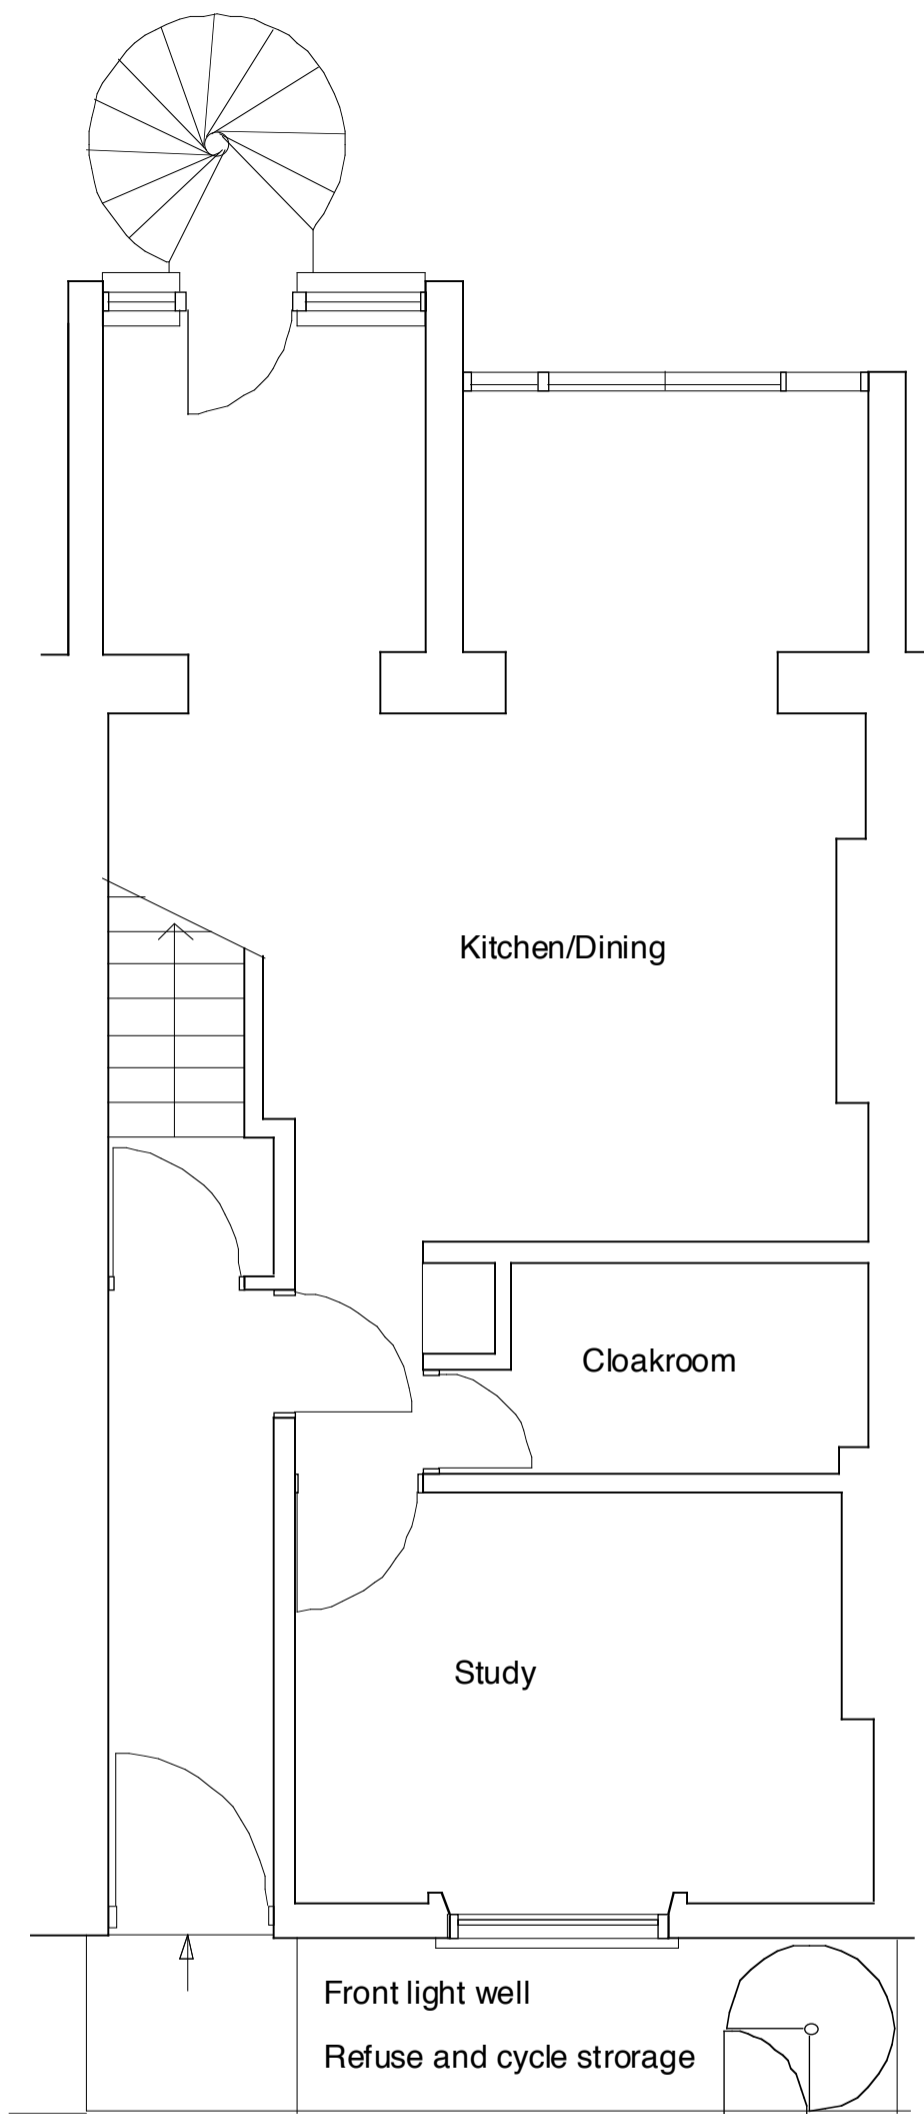 Kitchen/Dining
Cloakroom
Study
Front light well
Refuse and cycle strorage